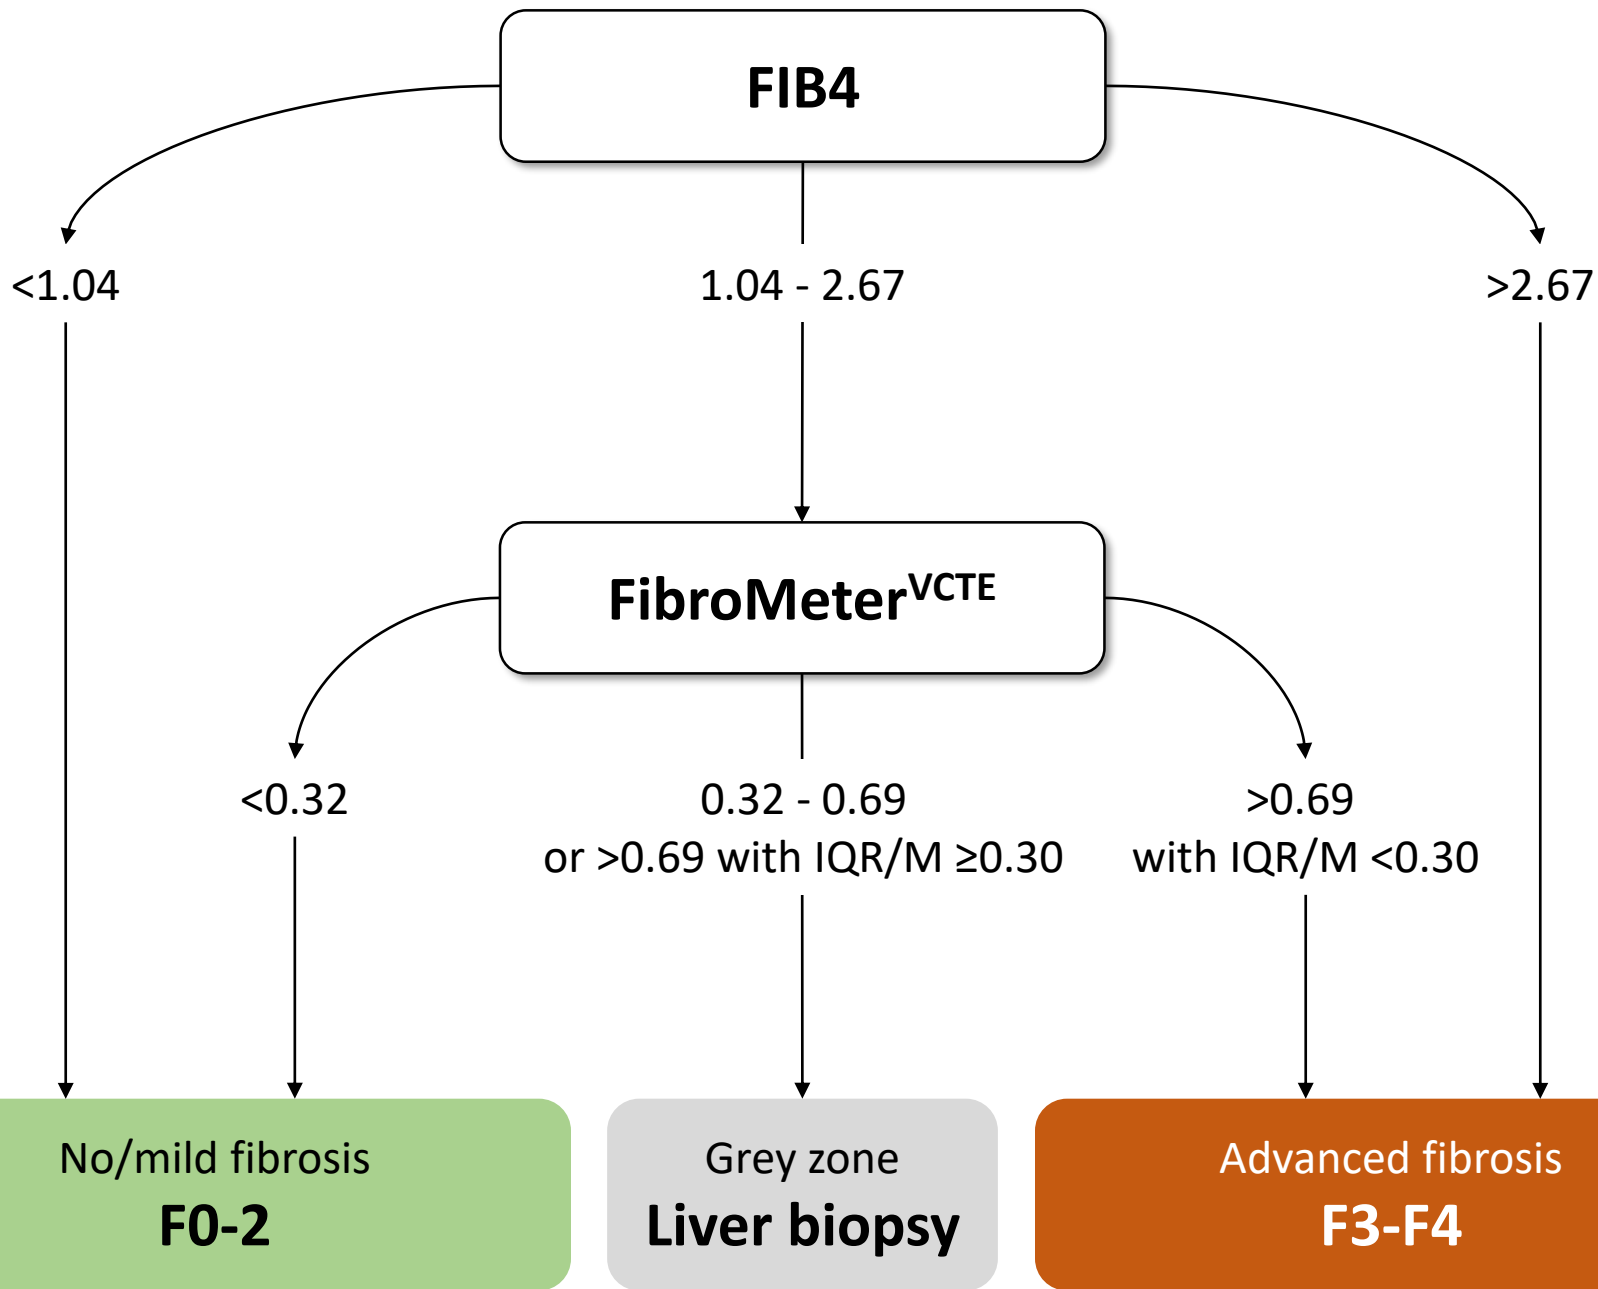 FIB4
<1.04
1.04 - 2.67
>2.67
FibroMeterVCTE
<0.32
0.32 - 0.69
or >0.69 with IQR/M ≥0.30
>0.69
with IQR/M <0.30
No/mild fibrosis
F0-2
Grey zone
Liver biopsy
Advanced fibrosis
F3-F4